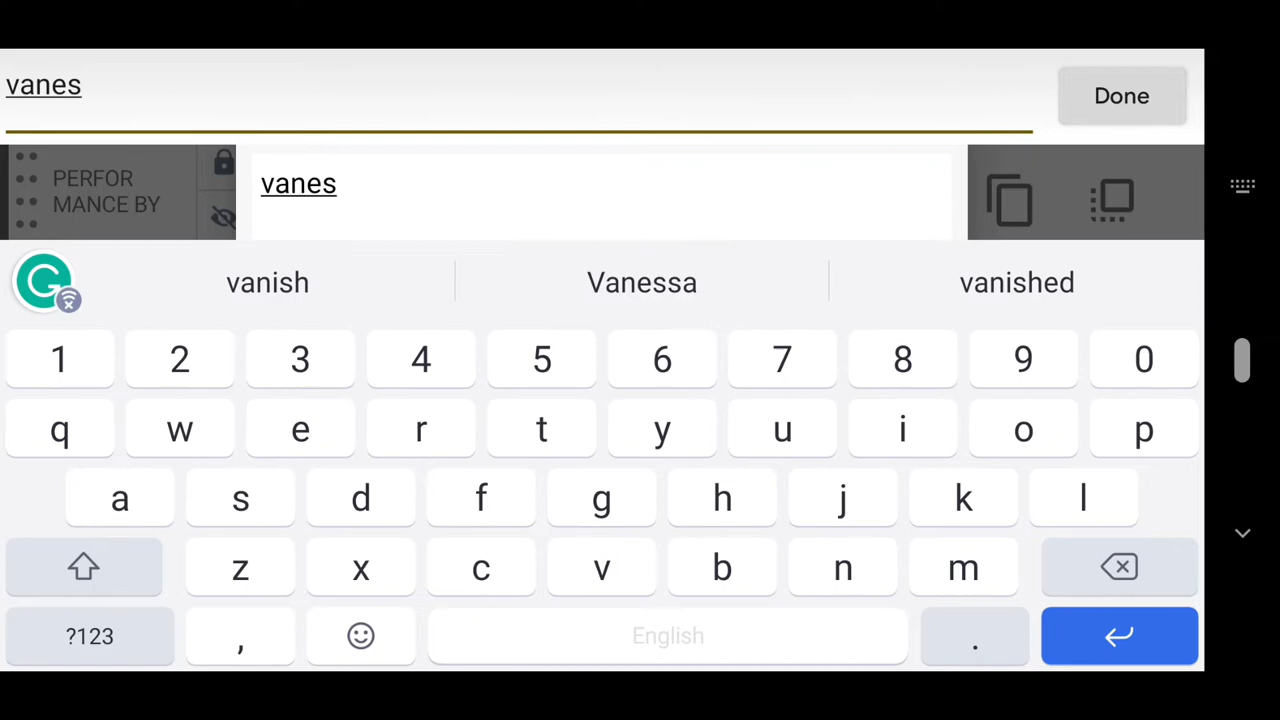 vanes
Done
PERFOR
MANCE BY
vanes
vanish Vanessa vanished
1 2 3 4 5 6 7 8 9 0
q w e r t y u i o p
a s d f g h j k l
z x c v b n m
?123 , English .